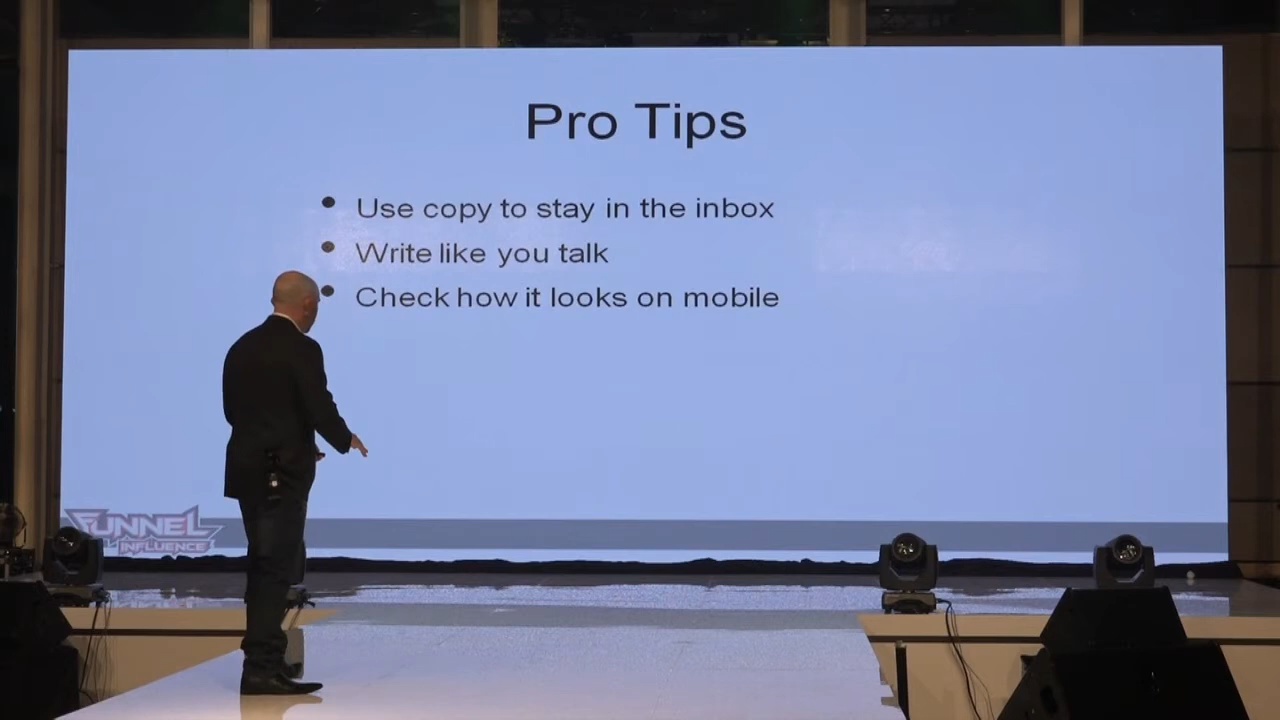 Pro Tips
Use copy to stay in the inbox
Write like you talk
Check how it looks on mobile
FUNNEL
INFLUENCE